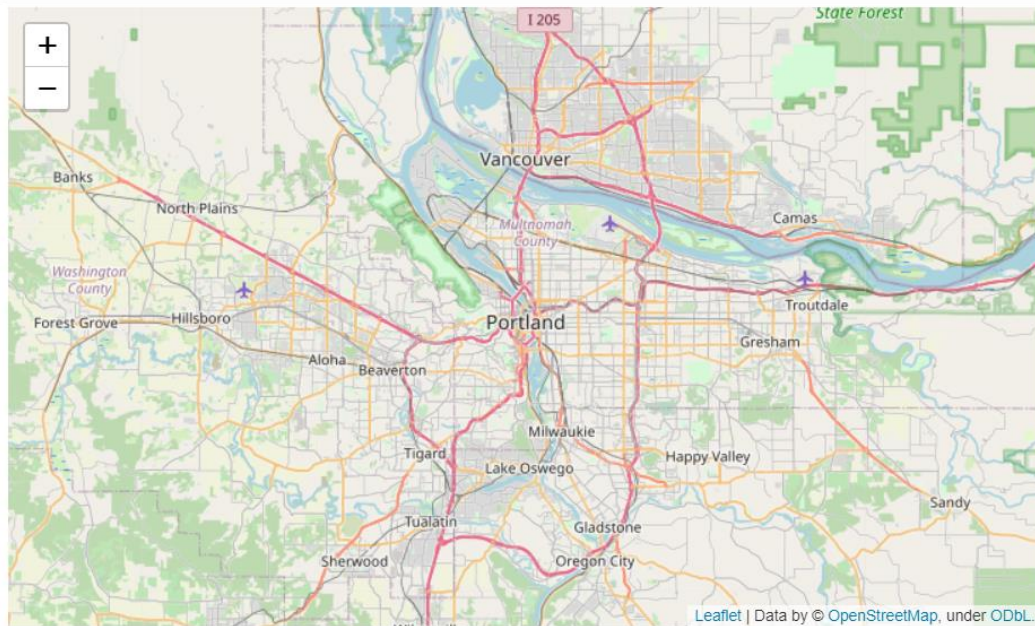 I 205
State Forest
+
−
Vancouver
Banks
North Plains
Camas
Multnomah
County
Washington
County
Troutdale
Forest Grove
Hillsboro
Portland
Gresham
Aloha
Beaverton
Milwaukie
Tigard
Happy Valley
Lake Oswego
Sandy
Tualatin
Gladstone
Sherwood
Oregon City
Leaflet | Data by © OpenStreetMap, under ODbL.